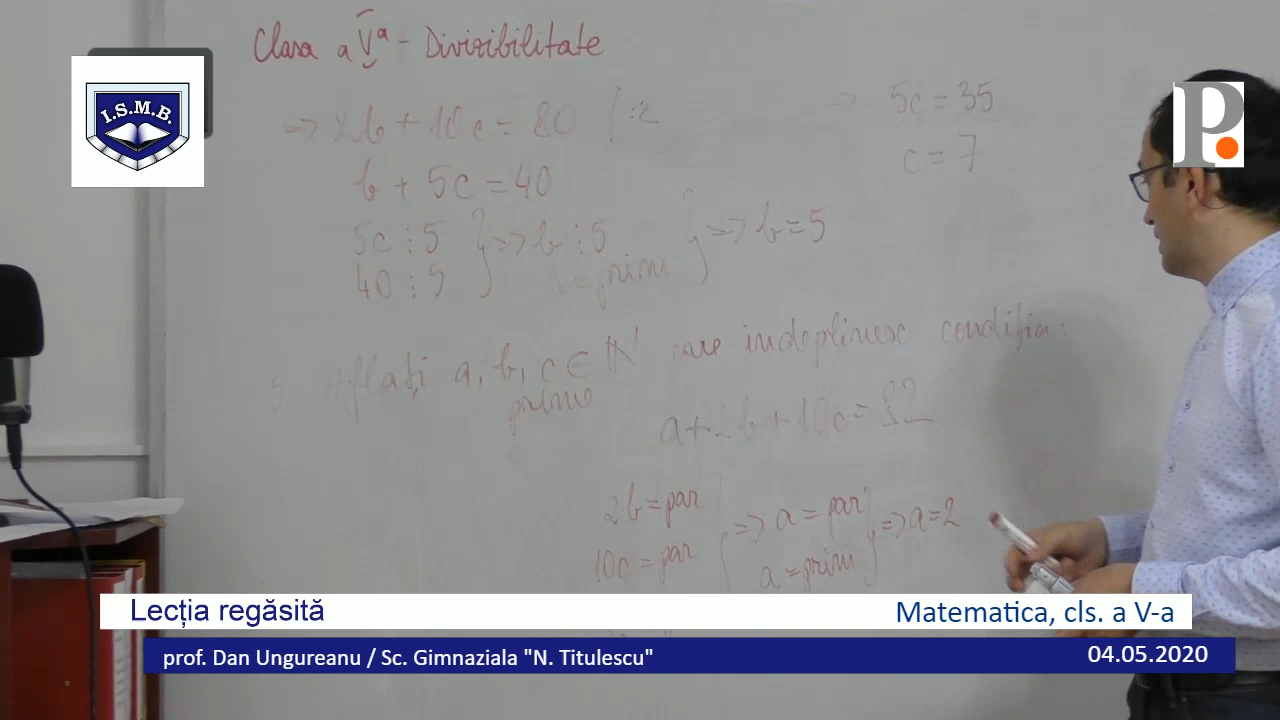 Clasa a V a - Divizibilitate
I.S.M.B.
P.
=> 2b + 10c = 80 | :2
=> 5c = 35
b + 5c = 40
c = 7
5c ⋮ 5 } => b ⋮ 5 } => b = 5
40 ⋮ 5 b = prim
5. Aflați a, b, c ∈ N care îndeplinesc condiția:
prime
a + 2b + 10c = 82
2b = par } => a = par } => a = 2
10c = par a = prim
Lecția regăsită
Matematica, cls. a V-a
prof. Dan Ungureanu / Sc. Gimnaziala "N. Titulescu"
04.05.2020